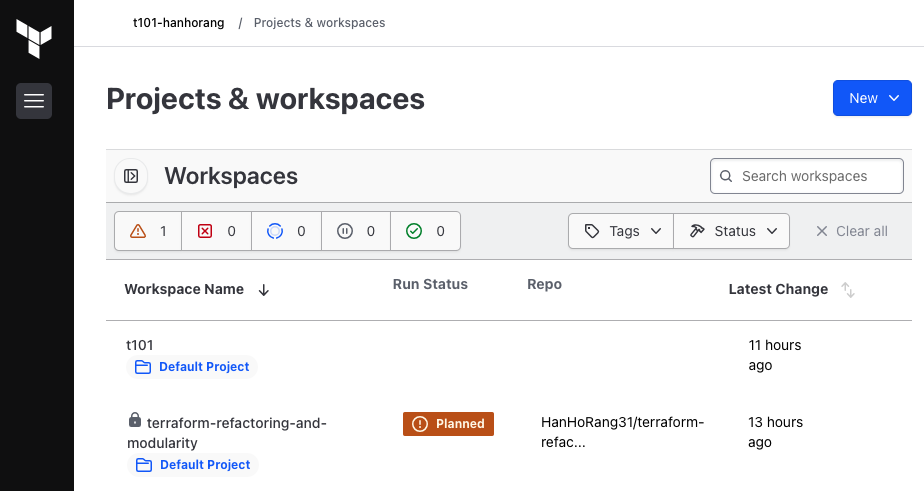 t101-hanhorang / Projects & workspaces
Projects & workspaces
New
Workspaces
Search workspaces
1 0 0 0 0 Tags Status Clear all
Workspace Name Run Status Repo Latest Change
t101 11 hours
ago
Default Project
terraform-refactoring-and- Planned HanHoRang31/terraform- 13 hours
modularity refac... ago
Default Project